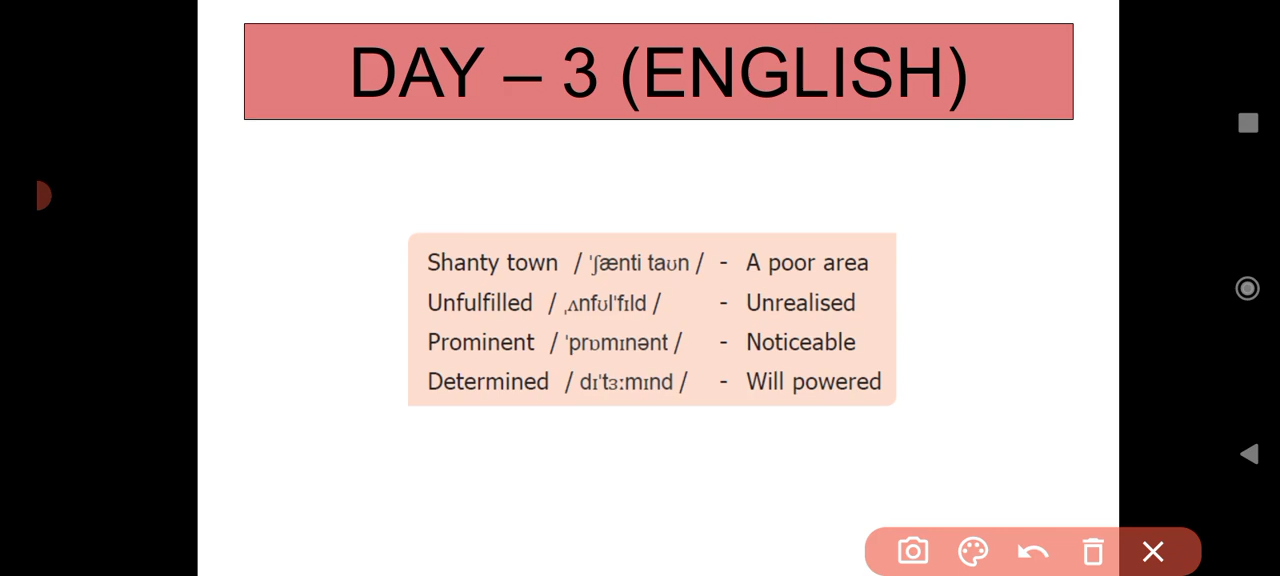 DAY – 3 (ENGLISH)
Shanty town / ˈʃænti taʊn / - A poor area
Unfulfilled / ˌʌnfʊlˈfɪld / - Unrealised
Prominent / ˈprɒmɪnənt / - Noticeable
Determined / dɪˈtɜːmɪnd / - Will powered